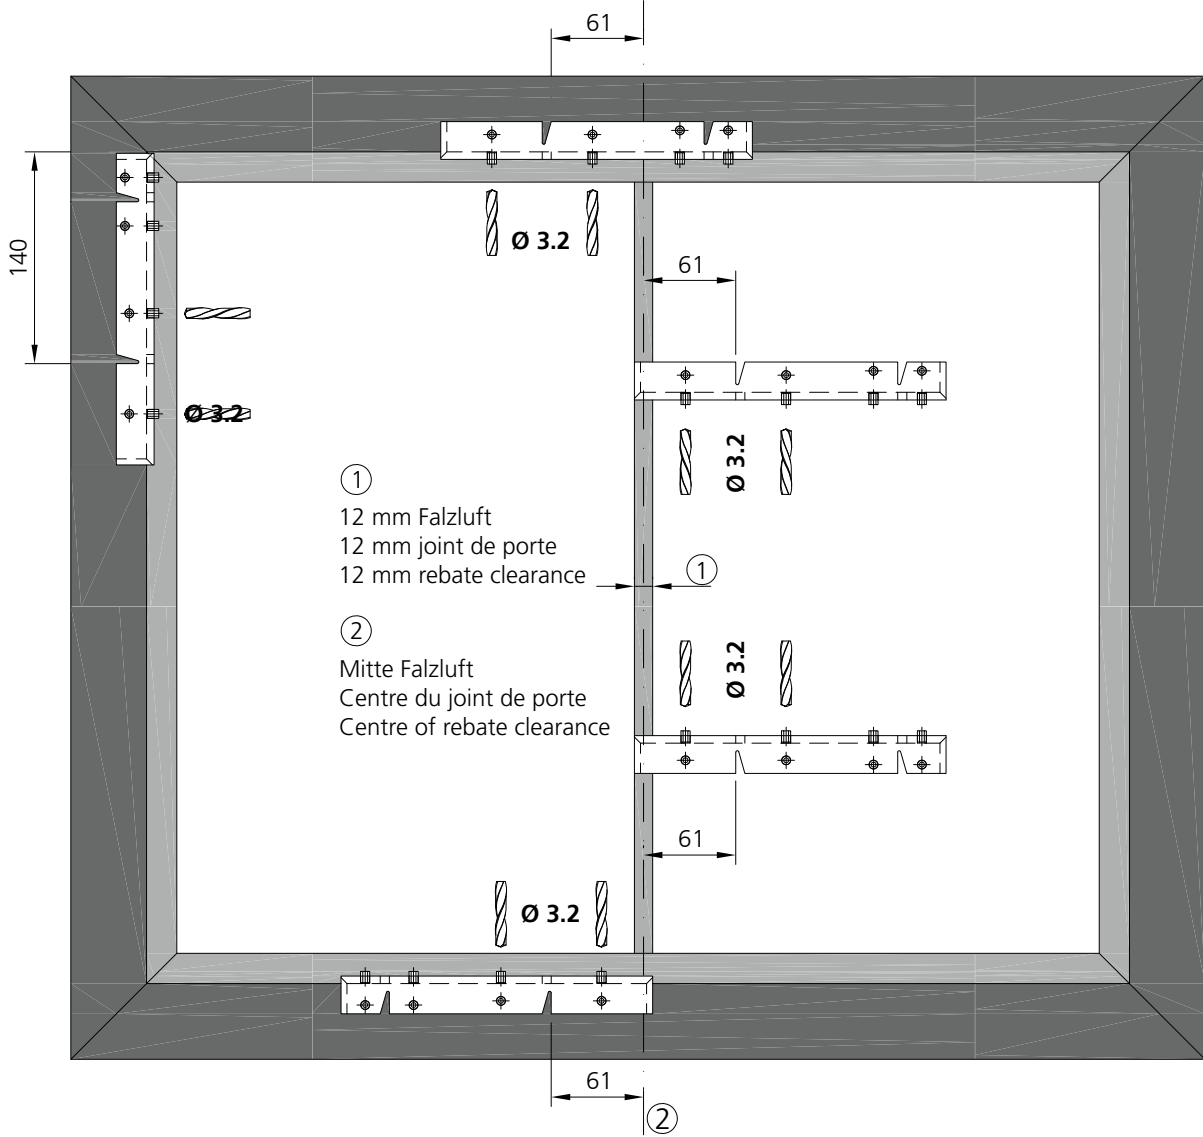 61
Ø 3.2
61
140
Ø 3.2
Ø 3.2
①
12 mm Falzluft
12 mm joint de porte
12 mm rebate clearance
①
②
Mitte Falzluft
Centre du joint de porte
Centre of rebate clearance
Ø 3.2
61
Ø 3.2
61
②